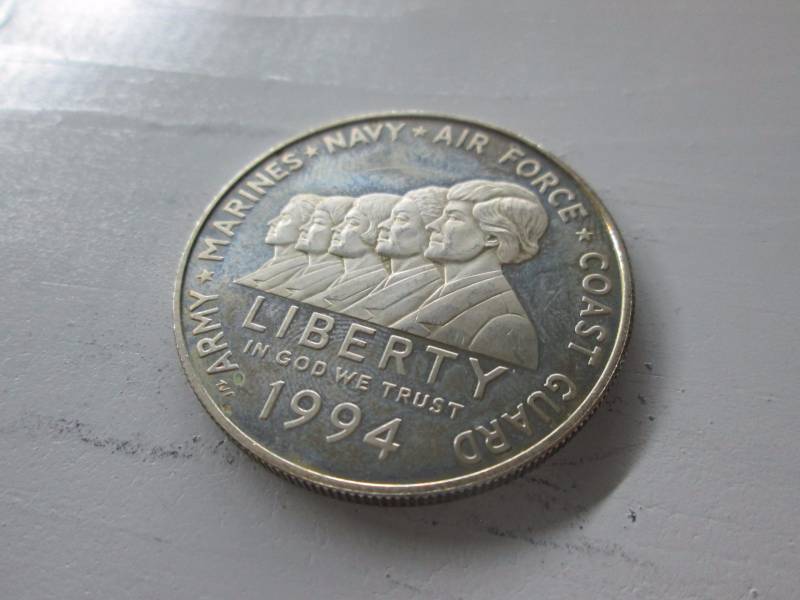 ARMY ★ MARINES ★ NAVY ★ AIR FORCE ★ COAST GUARD
LIBERTY
IN GOD WE TRUST
1994